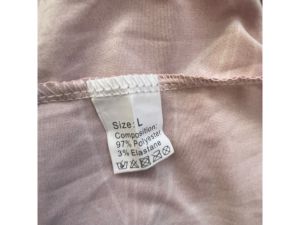 Size: L
Composition:
97% Polyester
3% Elastane